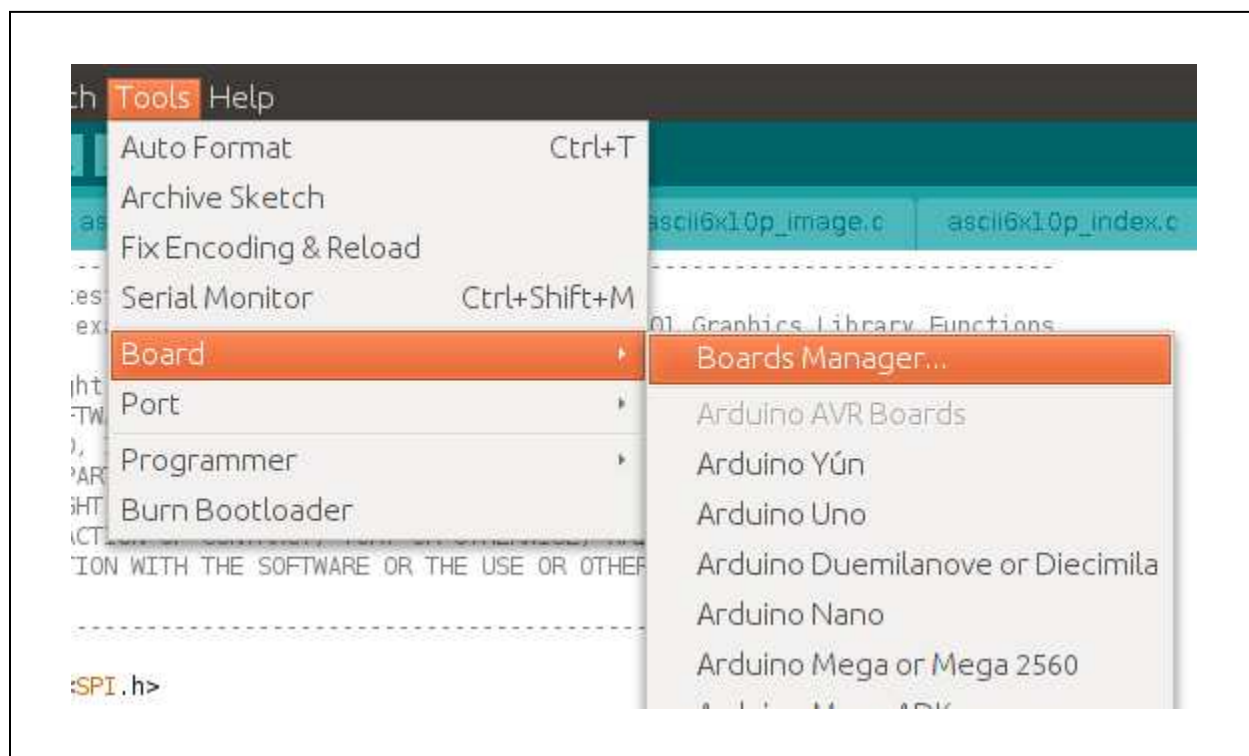 Tools Help
Auto Format Ctrl+T
Archive Sketch
Fix Encoding & Reload
Serial Monitor Ctrl+Shift+M
Board
Port
Programmer
Burn Bootloader
Boards Manager...
Arduino AVR Boards
Arduino Yún
Arduino Uno
Arduino Duemilanove or Diecimila
Arduino Nano
Arduino Mega or Mega 2560
ascii6x10p_image.c ascii6x10p_index.c
Graphics Library Functions
TION WITH THE SOFTWARE OR THE USE OR OTHER
<SPI.h>